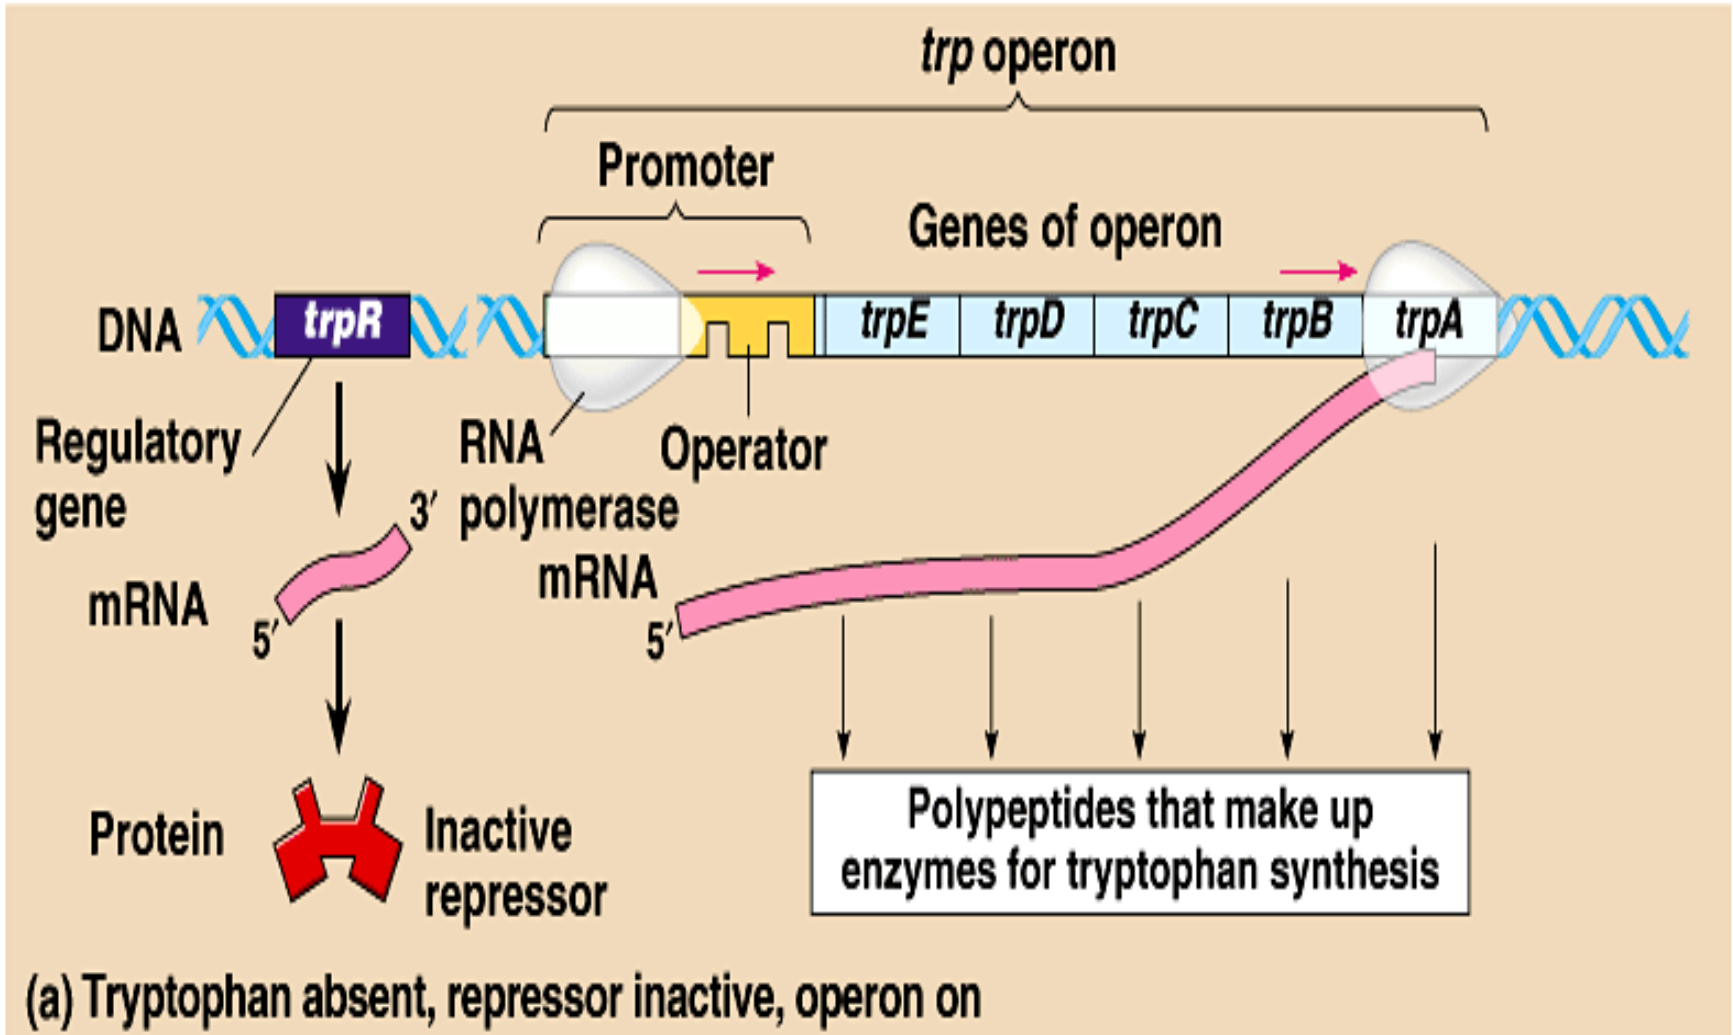 trp operon
Promoter
Genes of operon
DNA
trpR
trpE
trpD
trpC
trpB
trpA
Regulatory
gene
RNA
polymerase
Operator
3′
mRNA
5′
mRNA
5′
Protein
Inactive
repressor
Polypeptides that make up
enzymes for tryptophan synthesis
(a) Tryptophan absent, repressor inactive, operon on